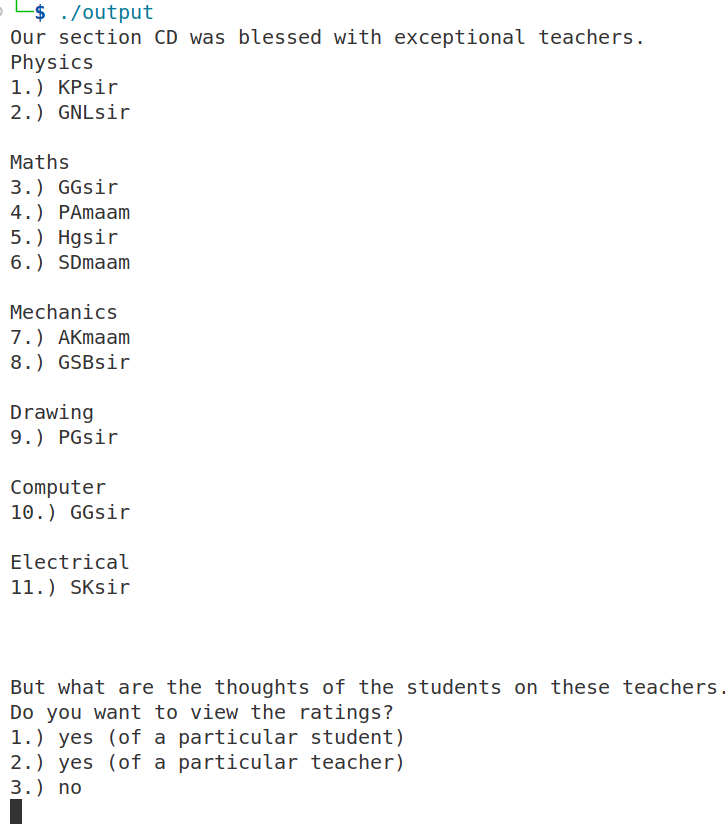 $ ./output
Our section CD was blessed with exceptional teachers.
Physics
1.) KPsir
2.) GNLsir
Maths
3.) GGsir
4.) PAmaam
5.) Hgsir
6.) SDmaam
Mechanics
7.) AKmaam
8.) GSBsir
Drawing
9.) PGsir
Computer
10.) GGsir
Electrical
11.) SKsir
But what are the thoughts of the students on these teachers.
Do you want to view the ratings?
1.) yes (of a particular student)
2.) yes (of a particular teacher)
3.) no